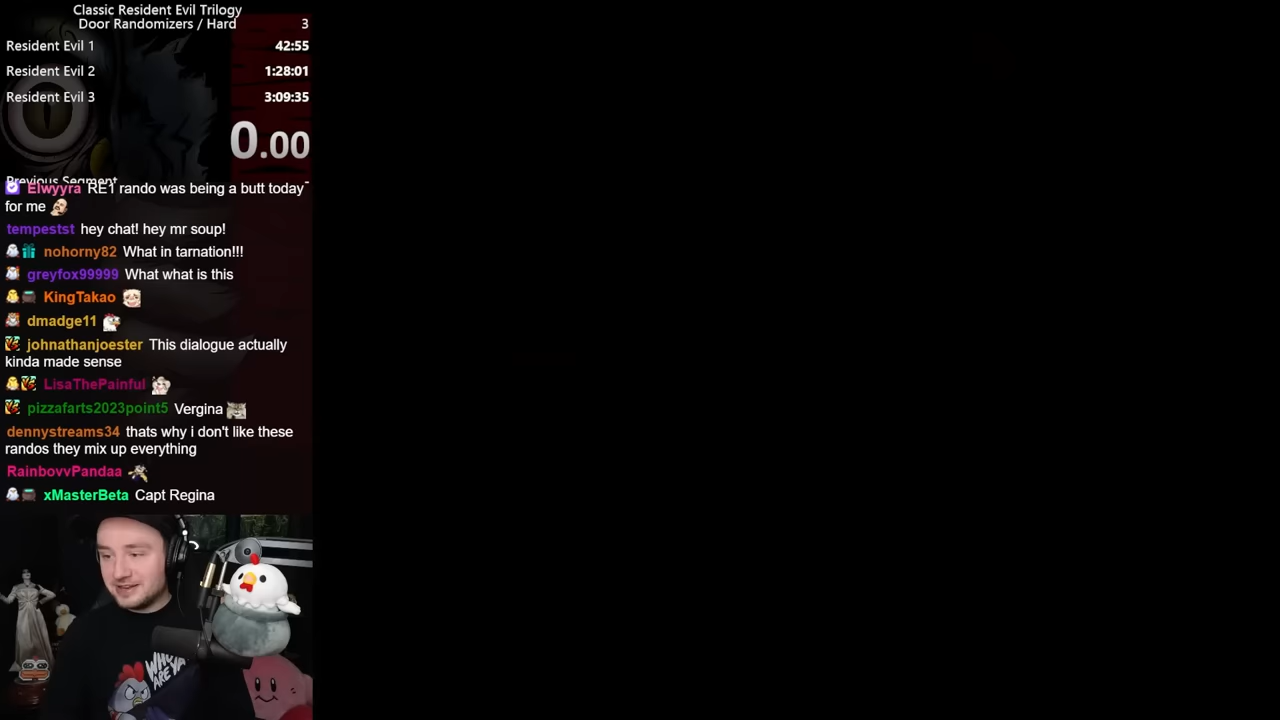 Classic Resident Evil Trilogy
Door Randomizers / Hard 3
Resident Evil 1 42:55
Resident Evil 2 1:28:01
Resident Evil 3 3:09:35
0.00
Previous Segment -
Elwyyra RE1 rando was being a butt today
for me
tempestst hey chat! hey mr soup!
nohorny82 What in tarnation!!!
greyfox99999 What what is this
KingTakao
dmadge11
johnathanjoester This dialogue actually
kinda made sense
LisaThePainful
pizzafarts2023point5 Vergina
dennystreams34 thats why i don't like these
randos they mix up everything
RainbovvPandaa
xMasterBeta Capt Regina
WHO
ARE YA